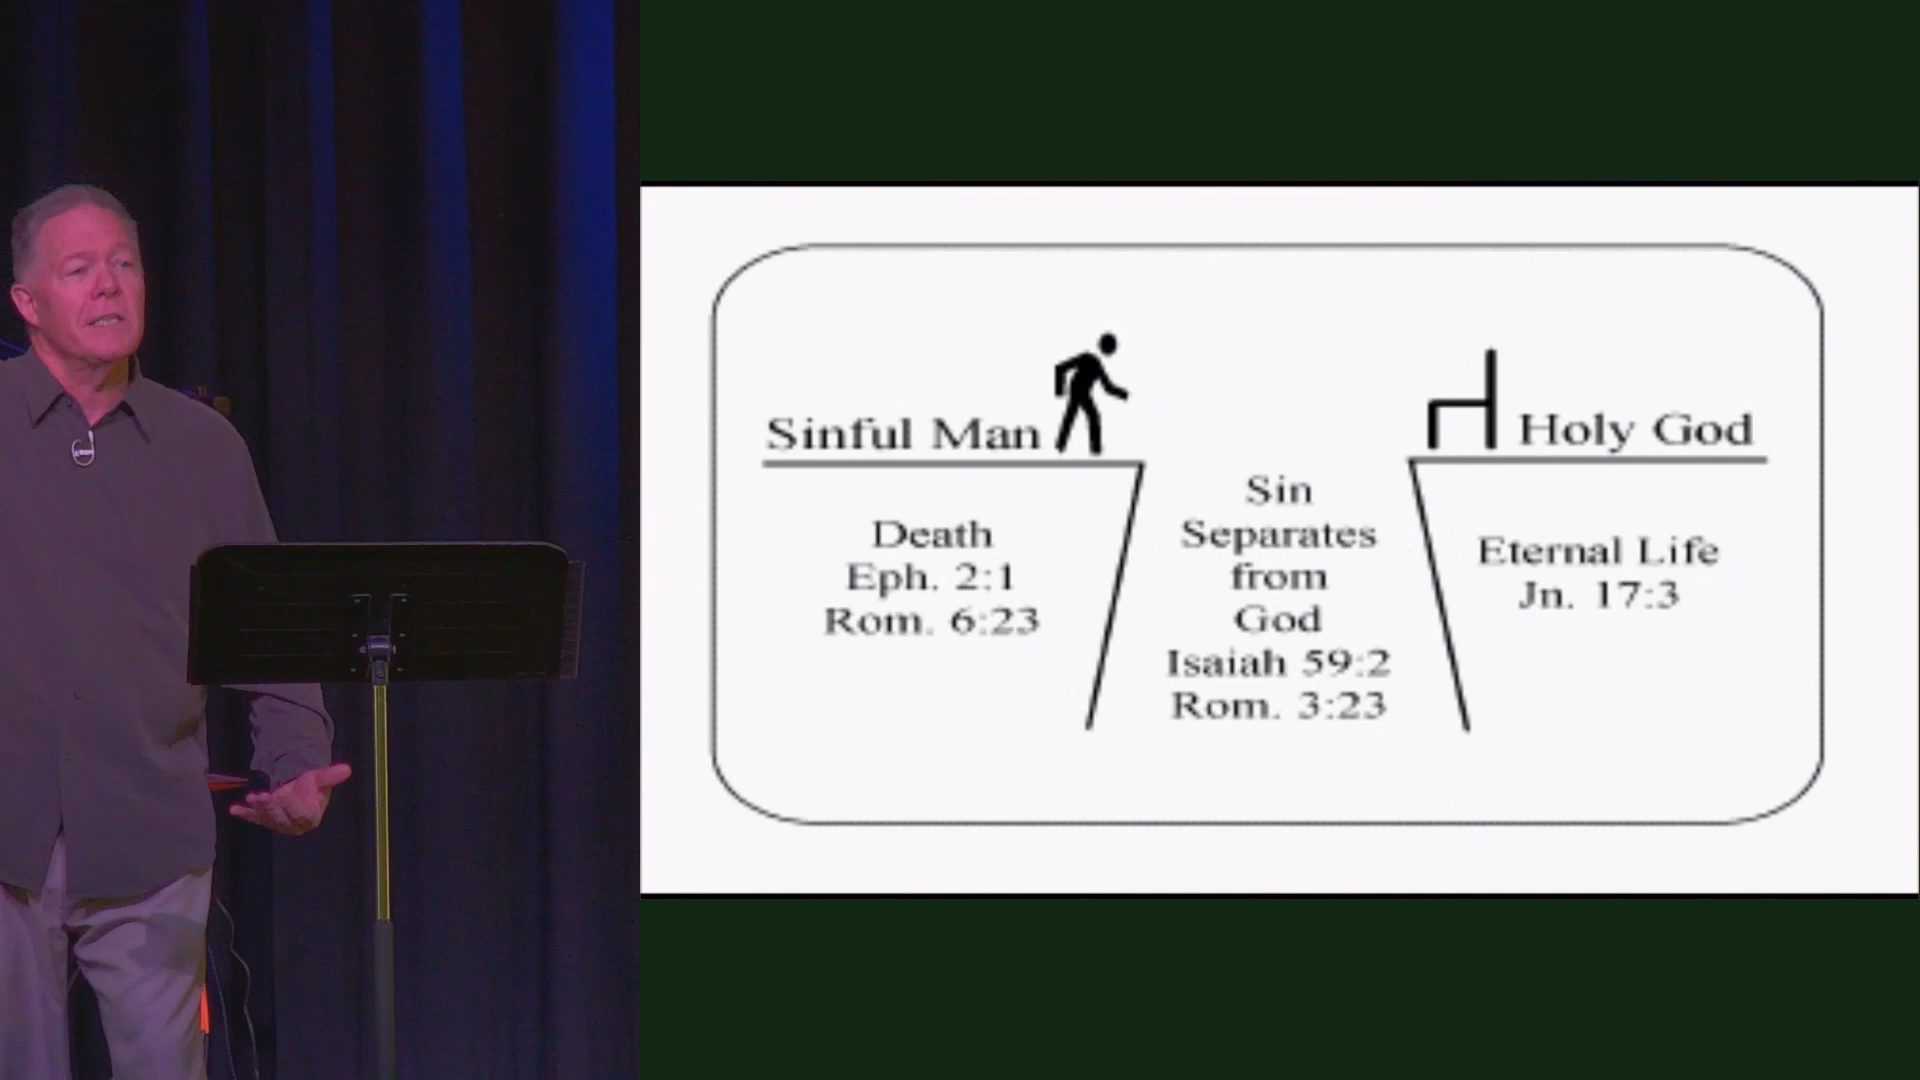 Sinful Man
Holy God
Death
Eph. 2:1
Rom. 6:23
Sin
Separates
from
God
Isaiah 59:2
Rom. 3:23
Eternal Life
Jn. 17:3